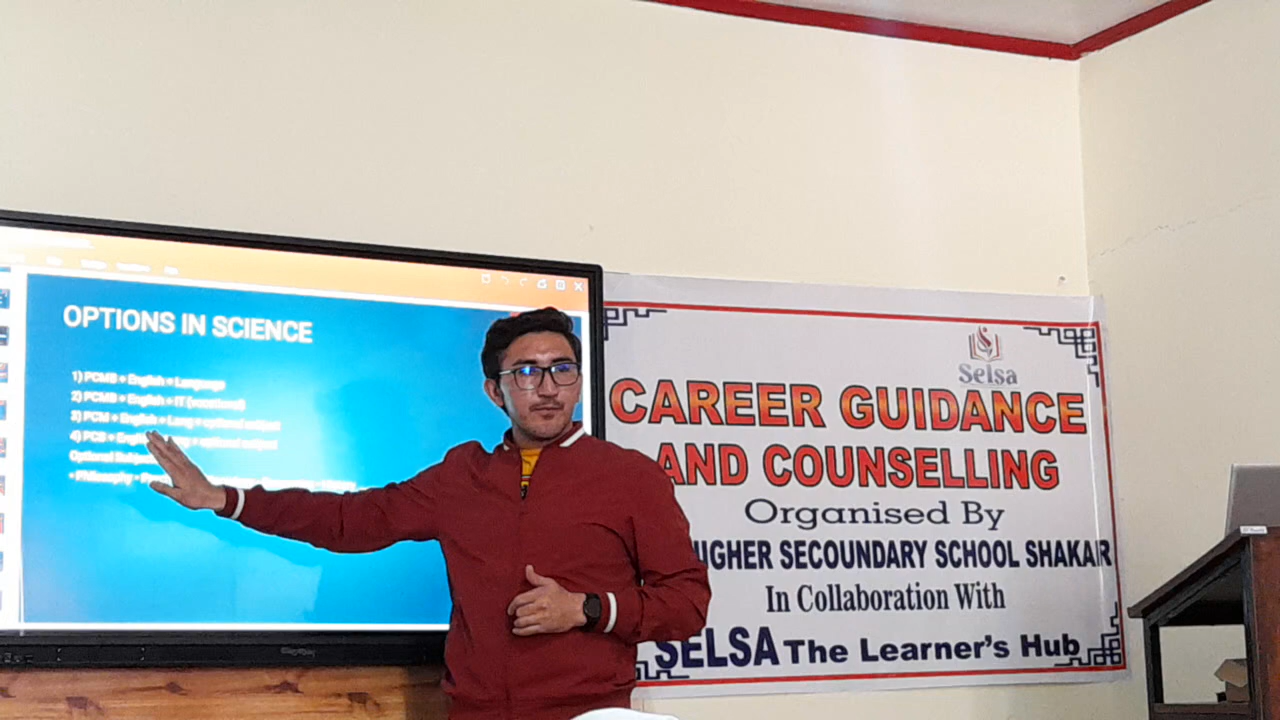 OPTIONS IN SCIENCE
1) PCMB + English + Language
2) PCMB + English + IT (vocational)
3) PCM + English + Lang + optional subject
4) PCB + English + Lang + optional subject
Optional
• Philosophy
Selsa
CAREER GUIDANCE
AND COUNSELLING
Organised By
HIGHER SECOUNDARY SCHOOL SHAKAR
In Collaboration With
SELSA The Learner's Hub